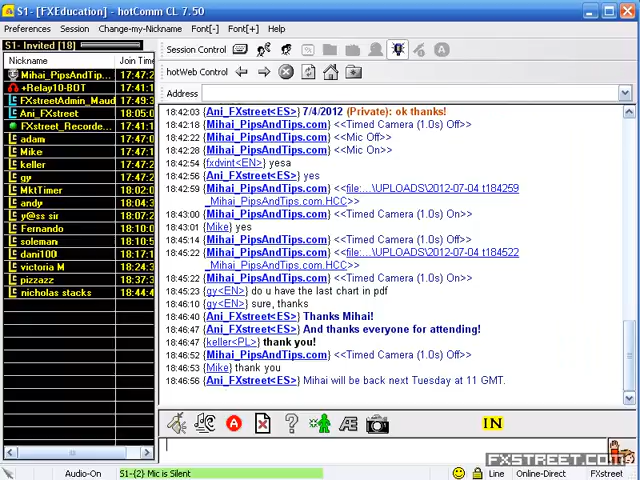 S1- [FXEducation] - hotComm CL 7.50
Preferences Session Change-my-Nickname Font[-] Font[+] Help
S1- Invited [18]
Nickname Join Time
Mihai_PipsAndTip... 17:47:2
+Relay10-BOT 17:41:1
FXstreetAdmin_Maud 17:49:3
Ani_FXstreet 18:05:0
FXstreet_Recorde... 17:41:1
adam 17:47:2
Mike 17:47:2
keller 17:47:2
gy 17:47:2
MktTimer 18:02:0
andy 18:04:3
y@ss sir 18:07:2
Fernando 18:10:0
soleman 18:10:5
dani100 18:17:1
victoria M 18:24:3
pizzazz 18:37:3
nicholas stacks 18:44:4
Session Control
hotWeb Control
Address
18:42:03 {Ani_FXstreet<ES>} 7/4/2012 (Private): ok thanks!
18:42:18 {Mihai_PipsAndTips.com} <<Timed Camera (1.0s) Off>>
18:42:22 {Mihai_PipsAndTips.com} <<Mic Off>>
18:42:50 {Mihai_PipsAndTips.com} <<Mic On>>
18:42:54 {fxdvint<EN>} yesa
18:42:56 {Ani_FXstreet<ES>} yes
18:42:59 {Mihai_PipsAndTips.com} <<file:...\UPLOADS\2012-07-04 t184259
_Mihai_PipsAndTips.com.HCC>>
18:43:00 {Mihai_PipsAndTips.com} <<Timed Camera (1.0s) On>>
18:43:01 {Mike} yes
18:45:14 {Mihai_PipsAndTips.com} <<Timed Camera (1.0s) Off>>
18:45:22 {Mihai_PipsAndTips.com} <<file:...\UPLOADS\2012-07-04 t184522
_Mihai_PipsAndTips.com.HCC>>
18:45:22 {Mihai_PipsAndTips.com} <<Timed Camera (1.0s) On>>
18:45:23 {gy<EN>} do u have the last chart in pdf
18:46:10 {gy<EN>} sure, thanks
18:46:40 {Ani_FXstreet<ES>} Thanks Mihai!
18:46:47 {Ani_FXstreet<ES>} And thanks everyone for attending!
18:46:47 {keller<PL>} thank you!
18:46:52 {Mihai_PipsAndTips.com} <<Timed Camera (1.0s) Off>>
18:46:53 {Mike} thank you
18:46:56 {Ani_FXstreet<ES>} Mihai will be back next Tuesday at 11 GMT.
IN
FXSTREET.COM
Audio-On S1-{2} Mic is Silent Line Online-Direct FXstreet